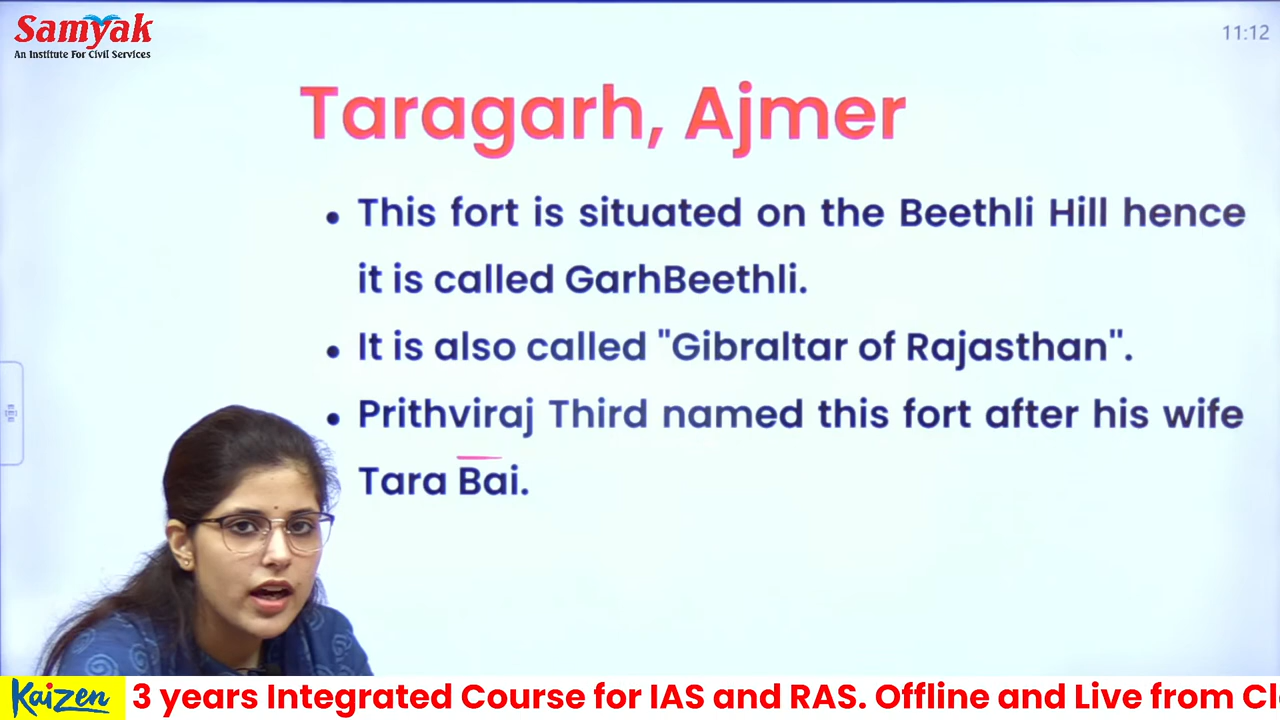 Samyak
An Institute For Civil Services
11:12
Taragarh, Ajmer
• This fort is situated on the Beethli Hill hence
it is called GarhBeethli.
• It is also called "Gibraltar of Rajasthan".
• Prithviraj Third named this fort after his wife
Tara Bai.
Kaizen 3 years Integrated Course for IAS and RAS. Offline and Live from Cl